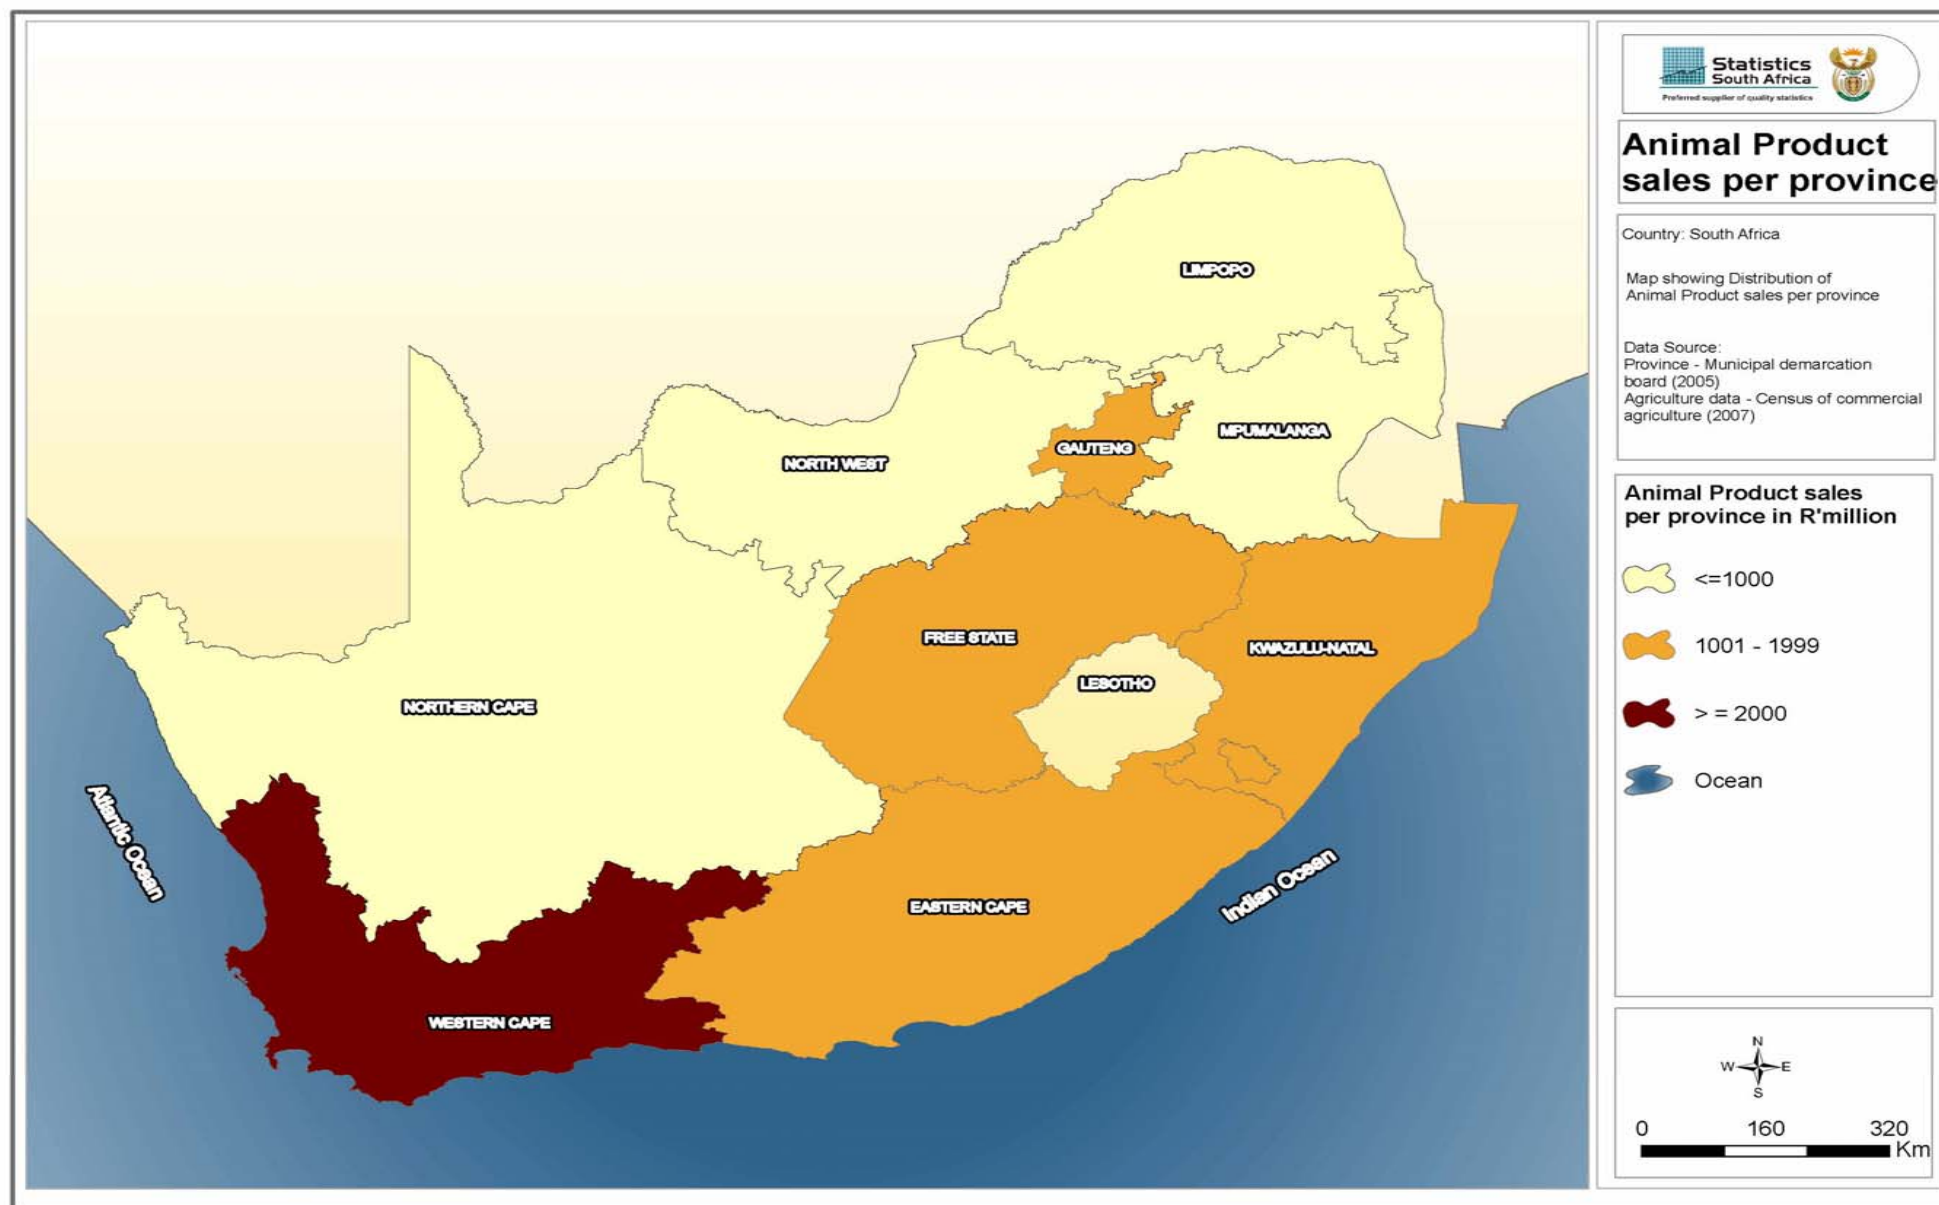 Statistics
South Africa
Preferred supplier of quality statistics
Animal Product
sales per province
Country: South Africa
Map showing Distribution of
Animal Product sales per province
Data Source:
Province - Municipal demarcation
board (2005)
Agriculture data - Census of commercial
agriculture (2007)
Animal Product sales
per province in R'million
<=1000
1001 - 1999
> = 2000
Ocean
N
W E
S
0 160 320
Km
LIMPOPO
MPUMALANGA
GAUTENG
NORTH WEST
FREE STATE
KWAZULU-NATAL
LESOTHO
NORTHERN CAPE
Atlantic Ocean
Indian Ocean
EASTERN CAPE
WESTERN CAPE